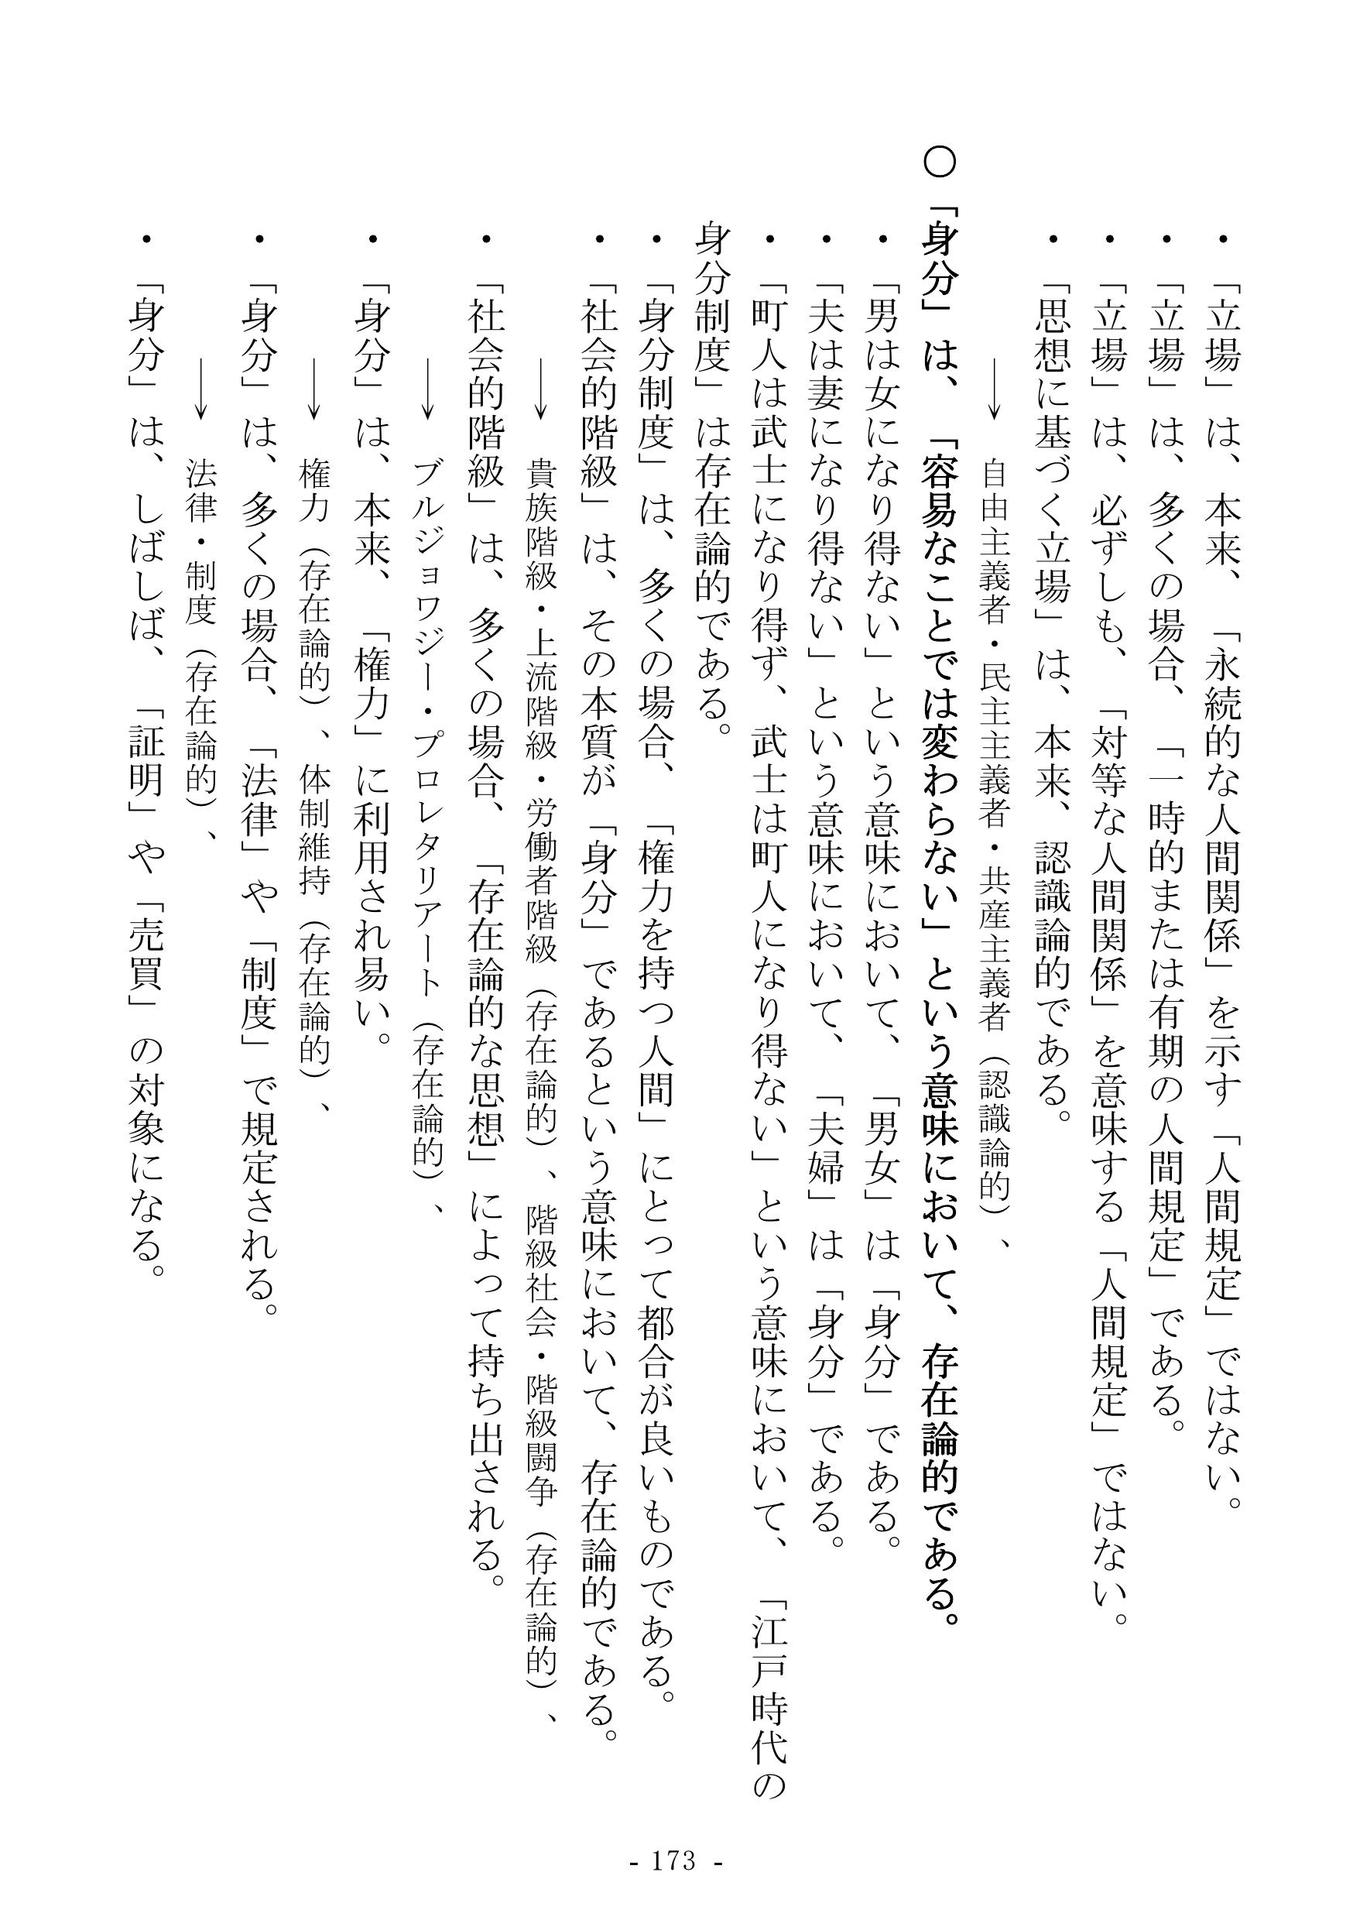 ・「立場」は、本来、「永続的な人間関係」を示す「人間規定」ではない。
・「立場」は、多くの場合、「一時的または有期の人間規定」である。
・「立場」は、必ずしも、「対等な人間関係」を意味する「人間規定」ではない。
・「思想に基づく立場」は、本来、認識論的である。
→ 自由主義者・民主主義者・共産主義者（認識論的）、
○「身分」は、「容易なことでは変わらない」という意味において、存在論的である。
・「男は女になり得ない」という意味において、「男女」は「身分」である。
・「夫は妻になり得ない」という意味において、「夫婦」は「身分」である。
・「町人は武士になり得ず、武士は町人になり得ない」という意味において、「江戸時代の
身分制度」は存在論的である。
・「身分制度」は、多くの場合、「権力を持つ人間」にとって都合が良いものである。
・「社会的階級」は、その本質が「身分」であるという意味において、存在論的である。
→ 貴族階級・上流階級・労働者階級（存在論的）、階級社会・階級闘争（存在論的）、
・「社会的階級」は、多くの場合、「存在論的な思想」によって持ち出される。
→ ブルジョワジー・プロレタリアート（存在論的）、
・「身分」は、本来、「権力」に利用され易い。
→ 権力（存在論的）、体制維持（存在論的）、
・「身分」は、多くの場合、「法律」や「制度」で規定される。
→ 法律・制度（存在論的）、
・「身分」は、しばしば、「証明」や「売買」の対象になる。
- 173 -